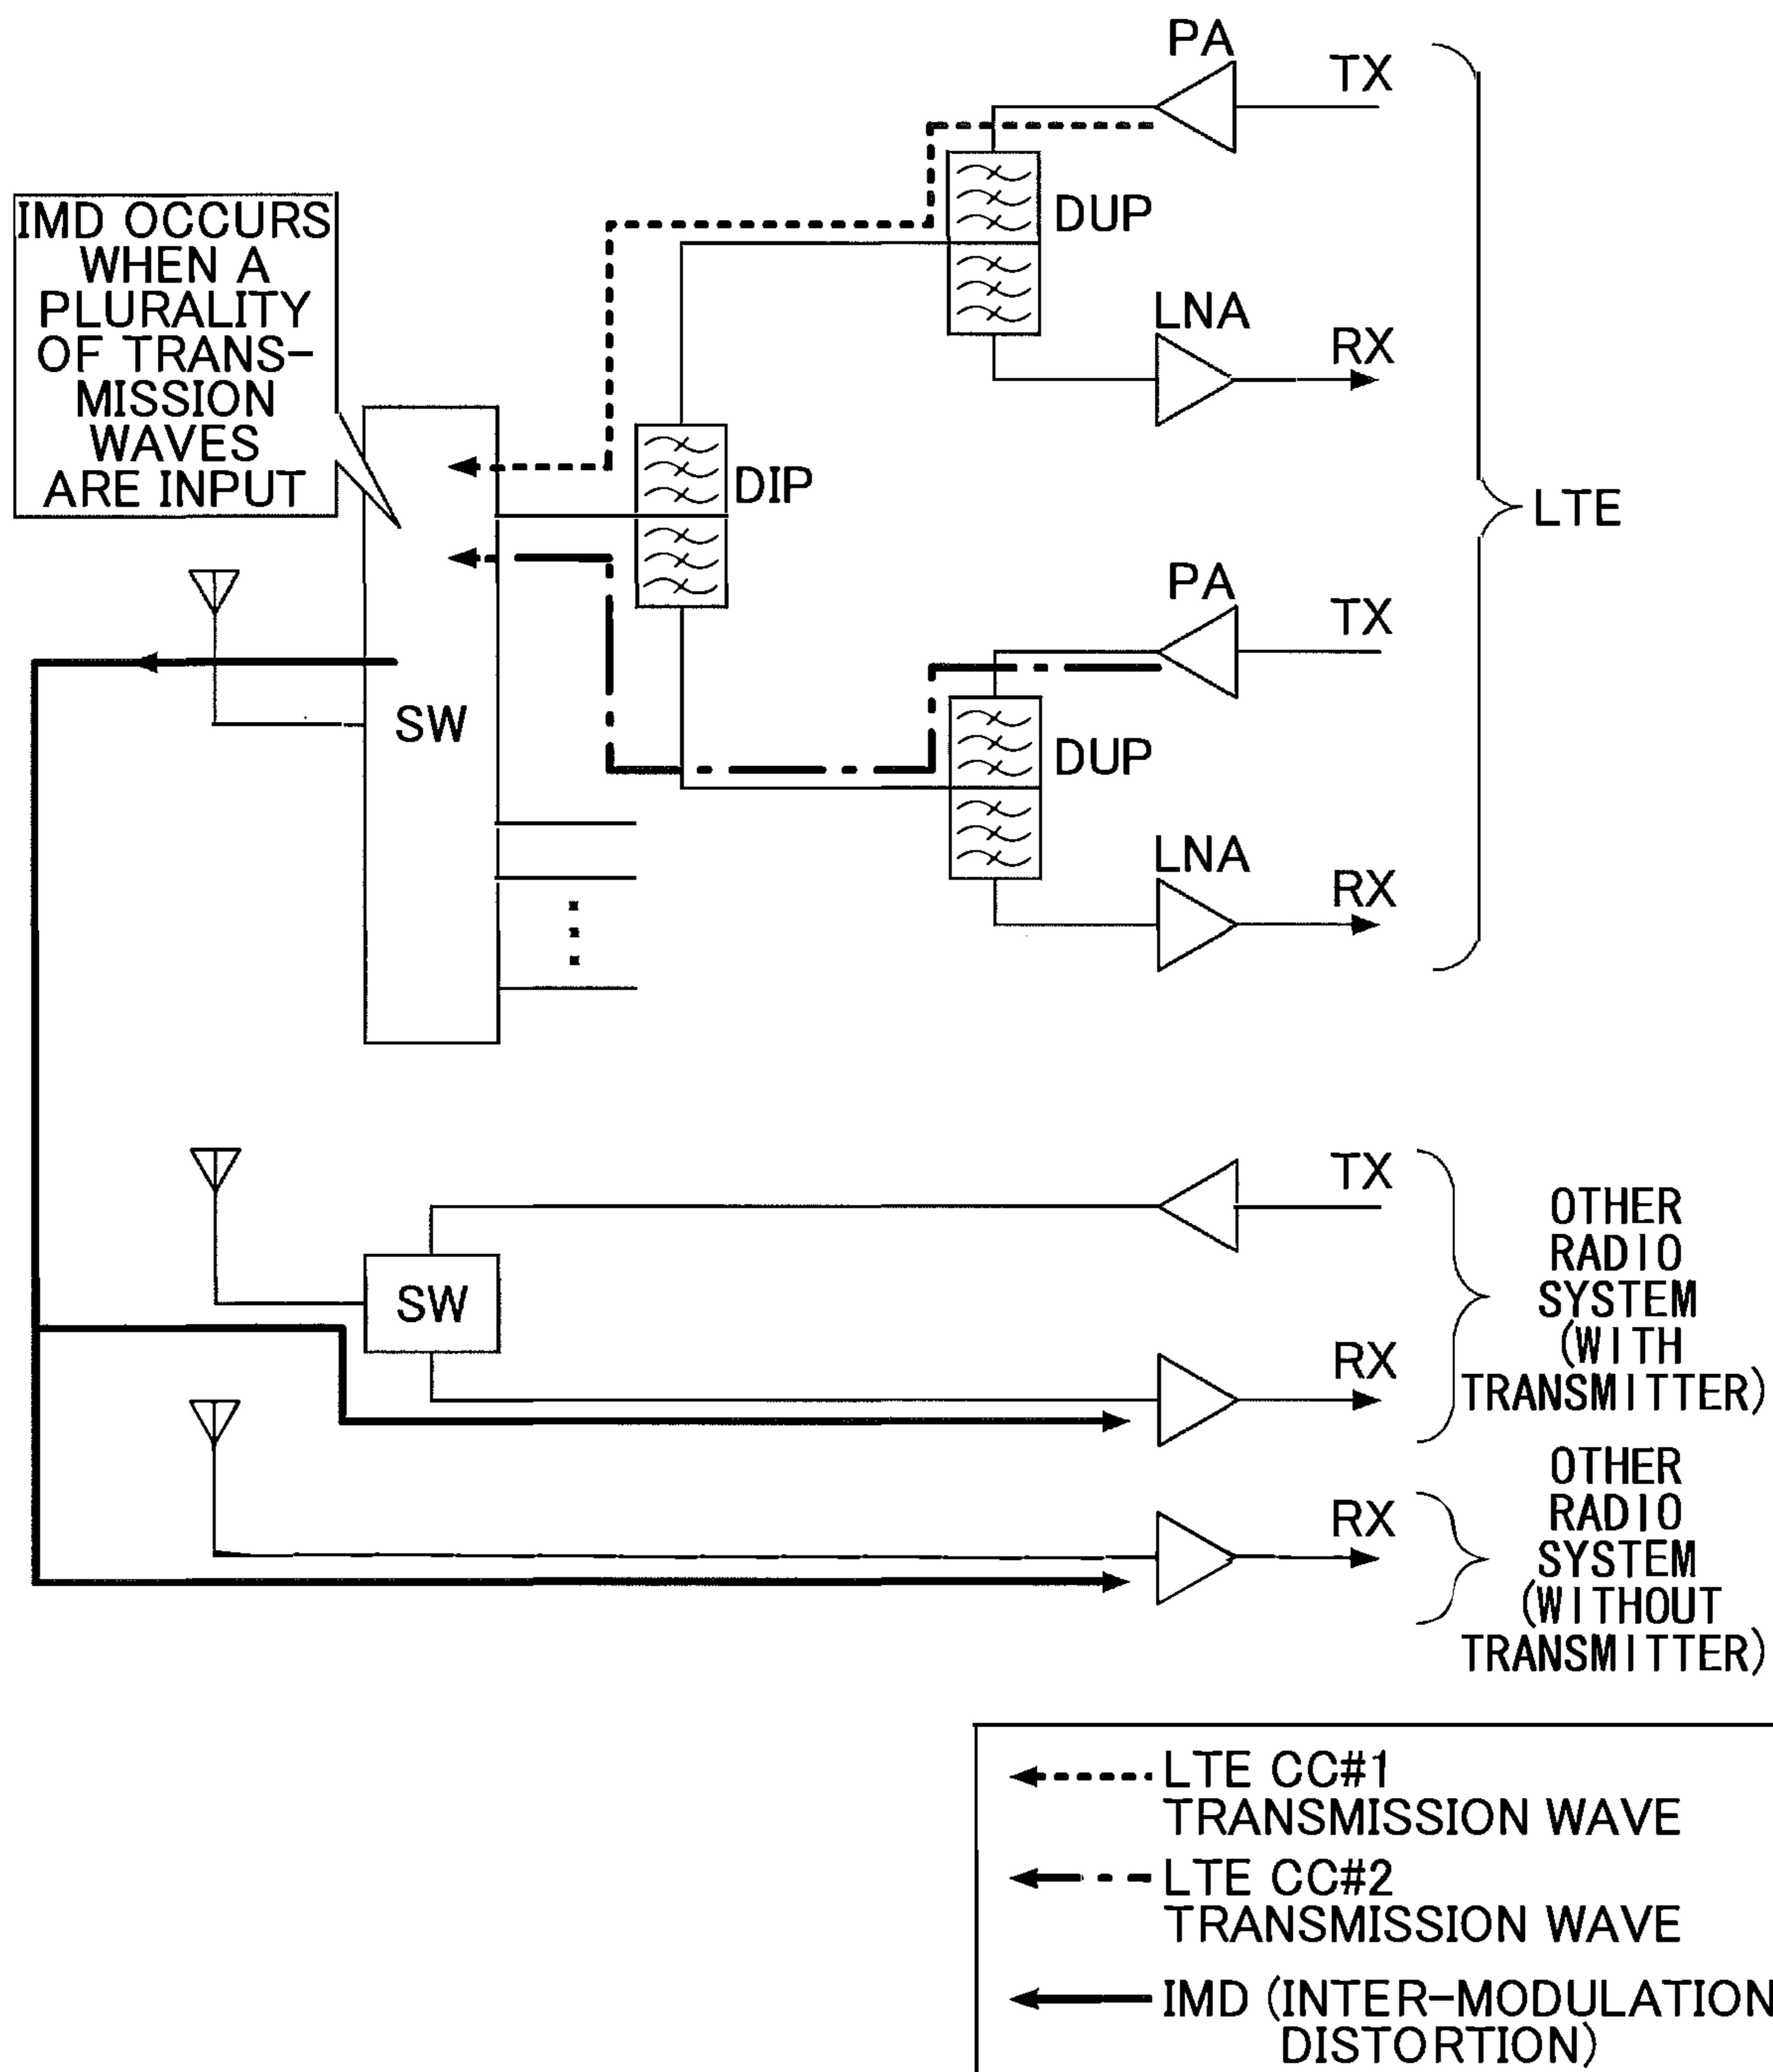 PA
TX
DUP
LNA
RX
IMD OCCURS
WHEN A
PLURALITY
OF TRANS-
MISSION
WAVES
ARE INPUT
DIP
LTE
PA
TX
SW
DUP
LNA
RX
TX
SW
RX
OTHER
RADIO
SYSTEM
(WITH
TRANSMITTER)
RX
OTHER
RADIO
SYSTEM
(WITHOUT
TRANSMITTER)
LTE CC#1
TRANSMISSION WAVE
LTE CC#2
TRANSMISSION WAVE
IMD (INTER-MODULATION
DISTORTION)